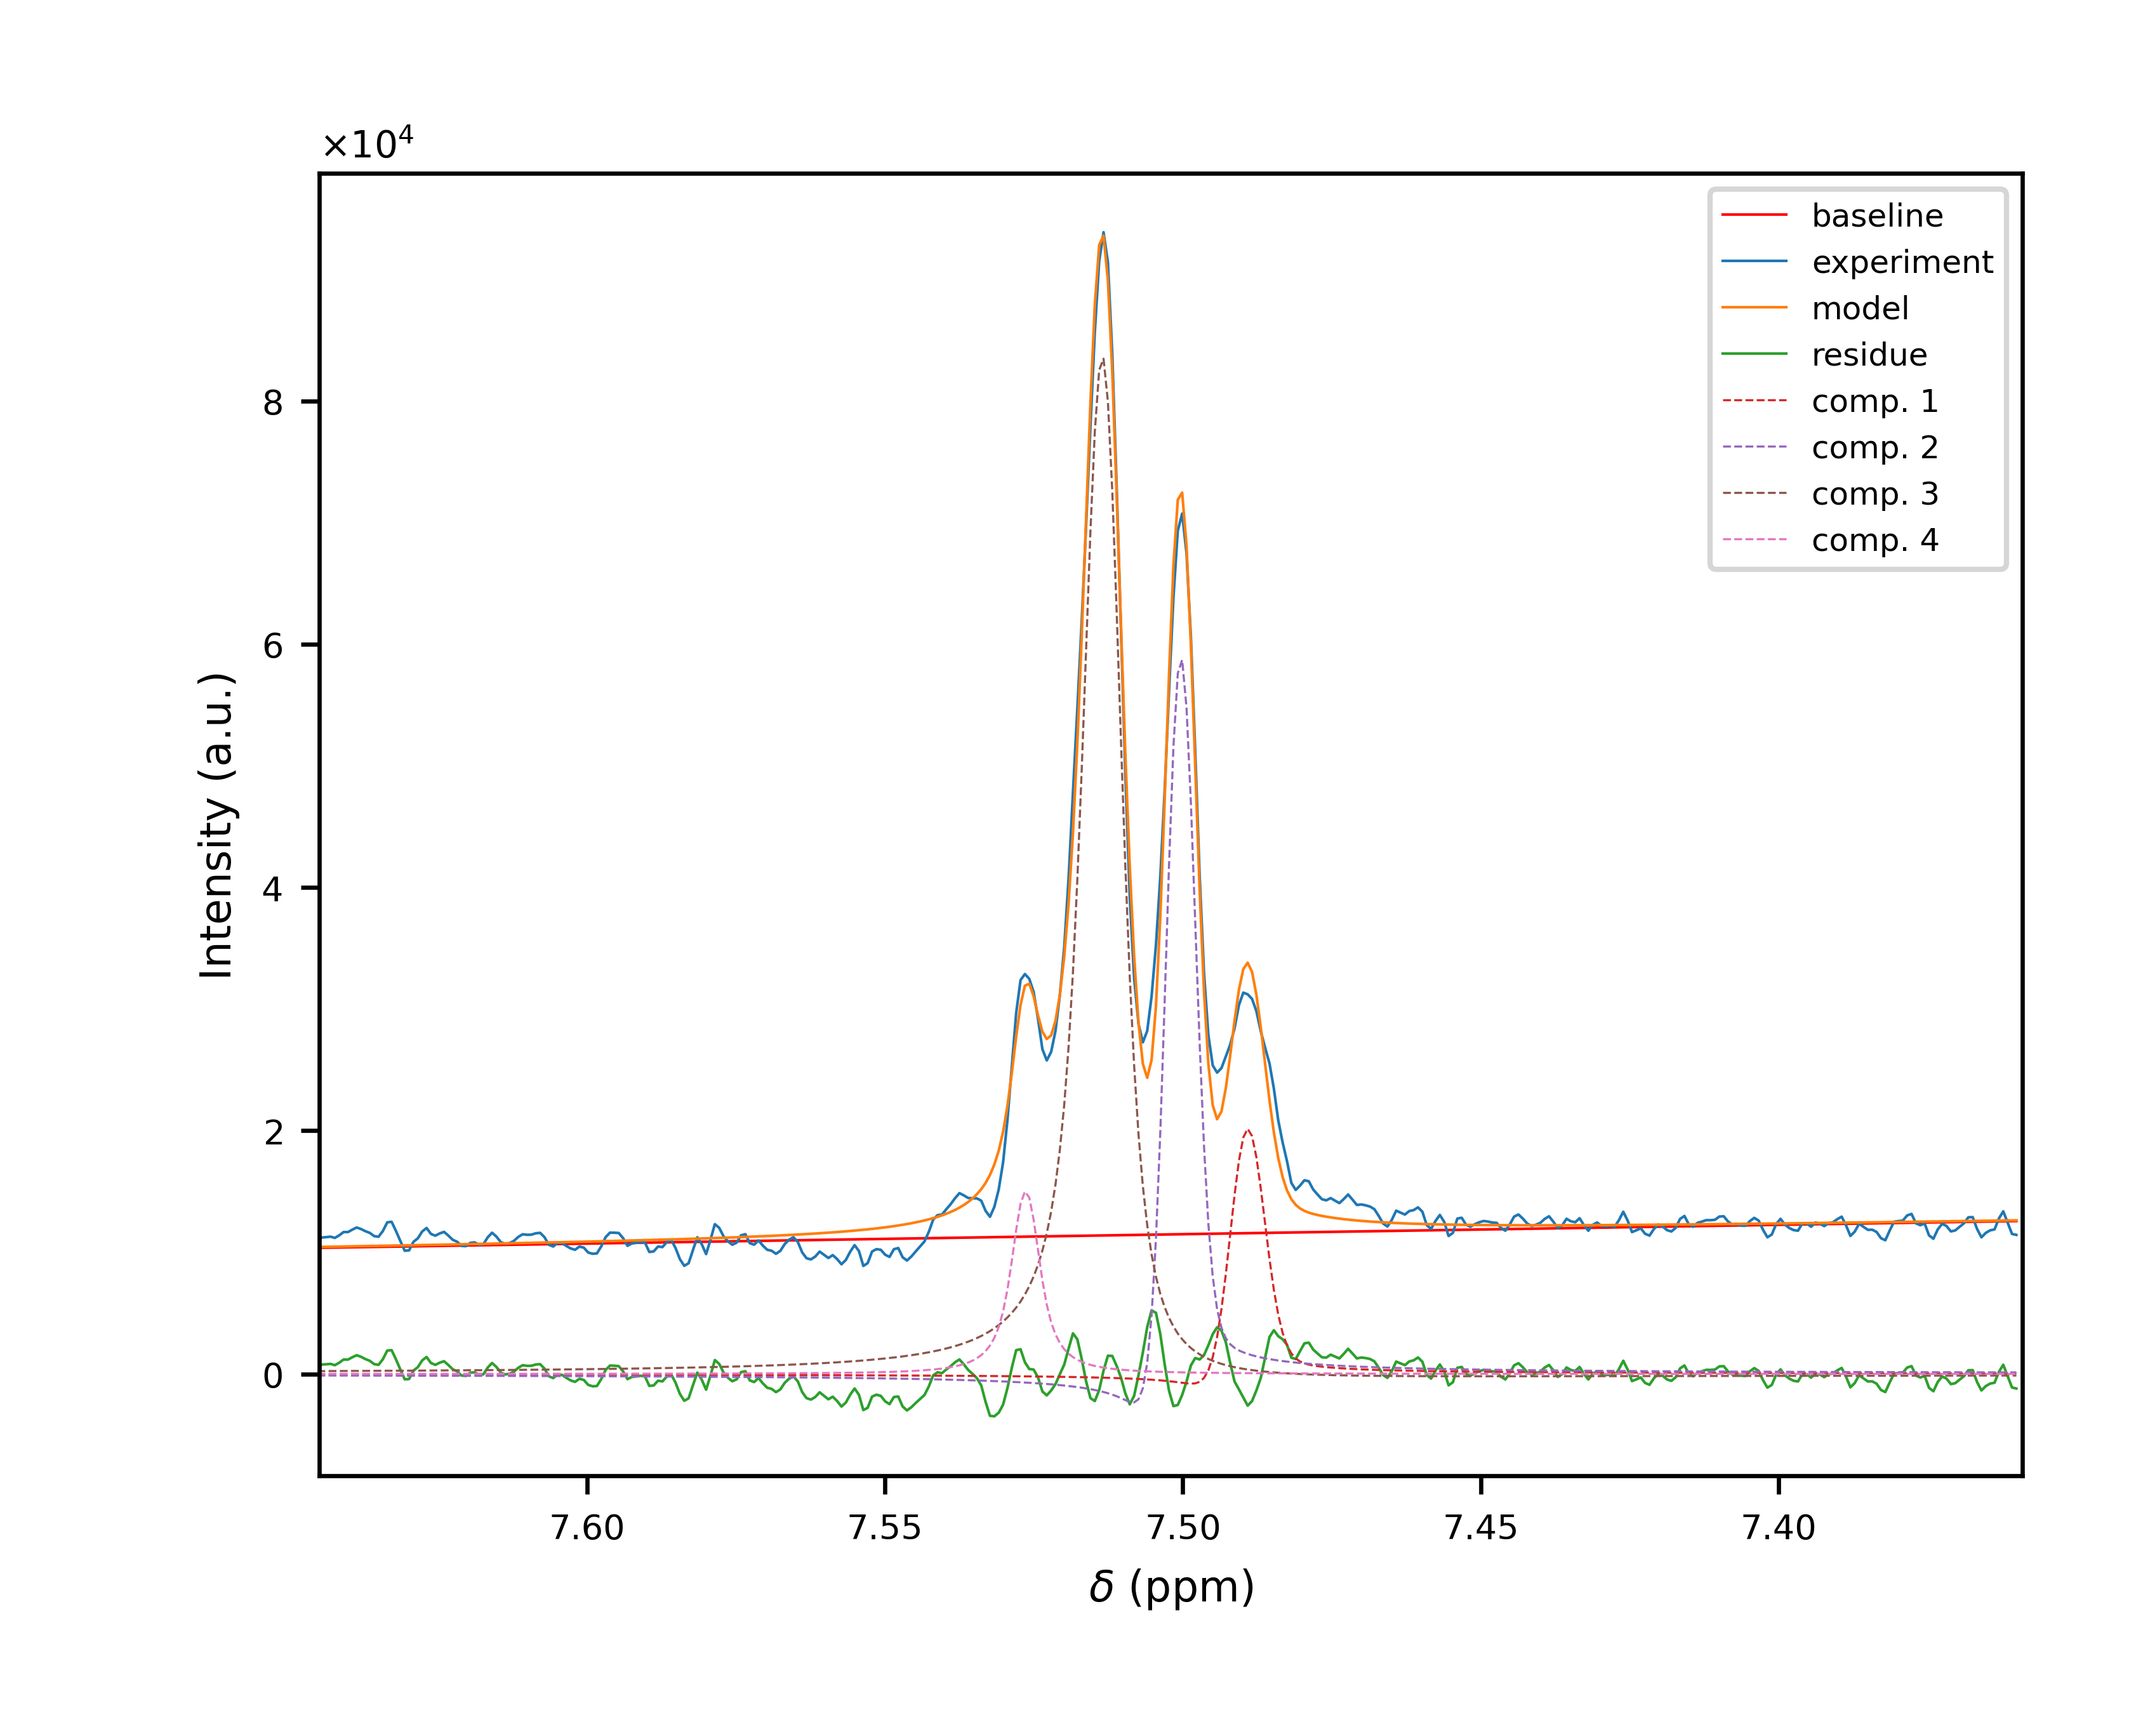 ×10⁴
baseline
experiment
model
residue
comp. 1
comp. 2
comp. 3
comp. 4
8
6
4
2
0
Intensity (a.u.)
7.60 7.55 7.50 7.45 7.40
δ (ppm)